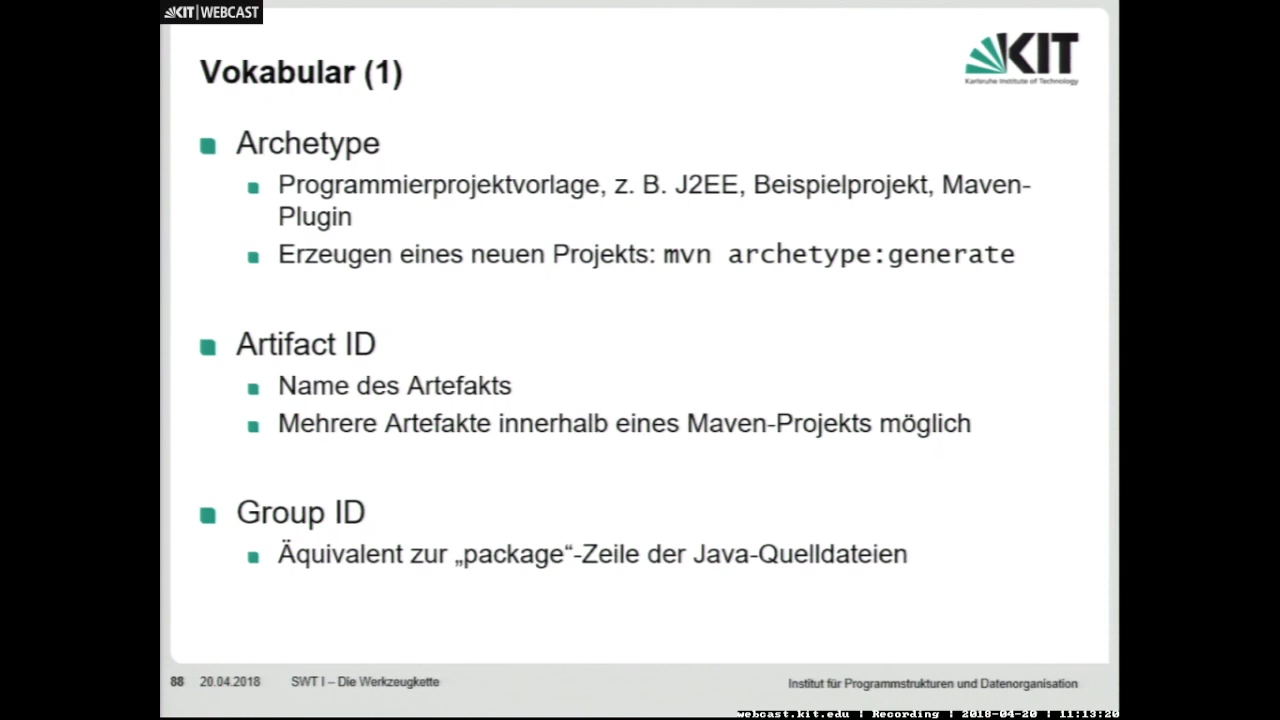 KIT | WEBCAST
Vokabular (1)
KIT
Karlsruhe Institute of Technology
Archetype
Programmierprojektvorlage, z. B. J2EE, Beispielprojekt, Maven-
Plugin
Erzeugen eines neuen Projekts: mvn archetype:generate
Artifact ID
Name des Artefakts
Mehrere Artefakte innerhalb eines Maven-Projekts möglich
Group ID
Äquivalent zur „package“-Zeile der Java-Quelldateien
88 20.04.2018 SWT I – Die Werkzeugkette
Institut für Programmstrukturen und Datenorganisation
webcast.kit.edu | Recording | 2018-04-20 | 11:13:20